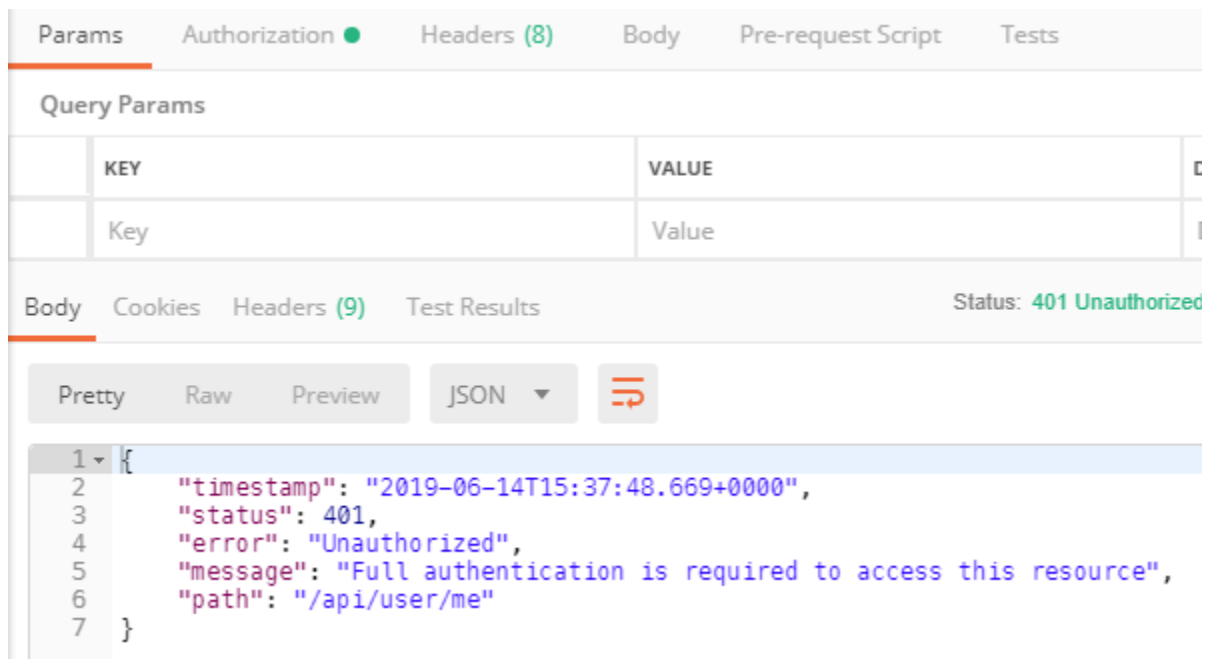 Params Authorization Headers (8) Body Pre-request Script Tests
Query Params
KEY VALUE
Key Value
Body Cookies Headers (9) Test Results Status: 401 Unauthorized
Pretty Raw Preview JSON
1 {
2 "timestamp": "2019-06-14T15:37:48.669+0000",
3 "status": 401,
4 "error": "Unauthorized",
5 "message": "Full authentication is required to access this resource",
6 "path": "/api/user/me"
7 }